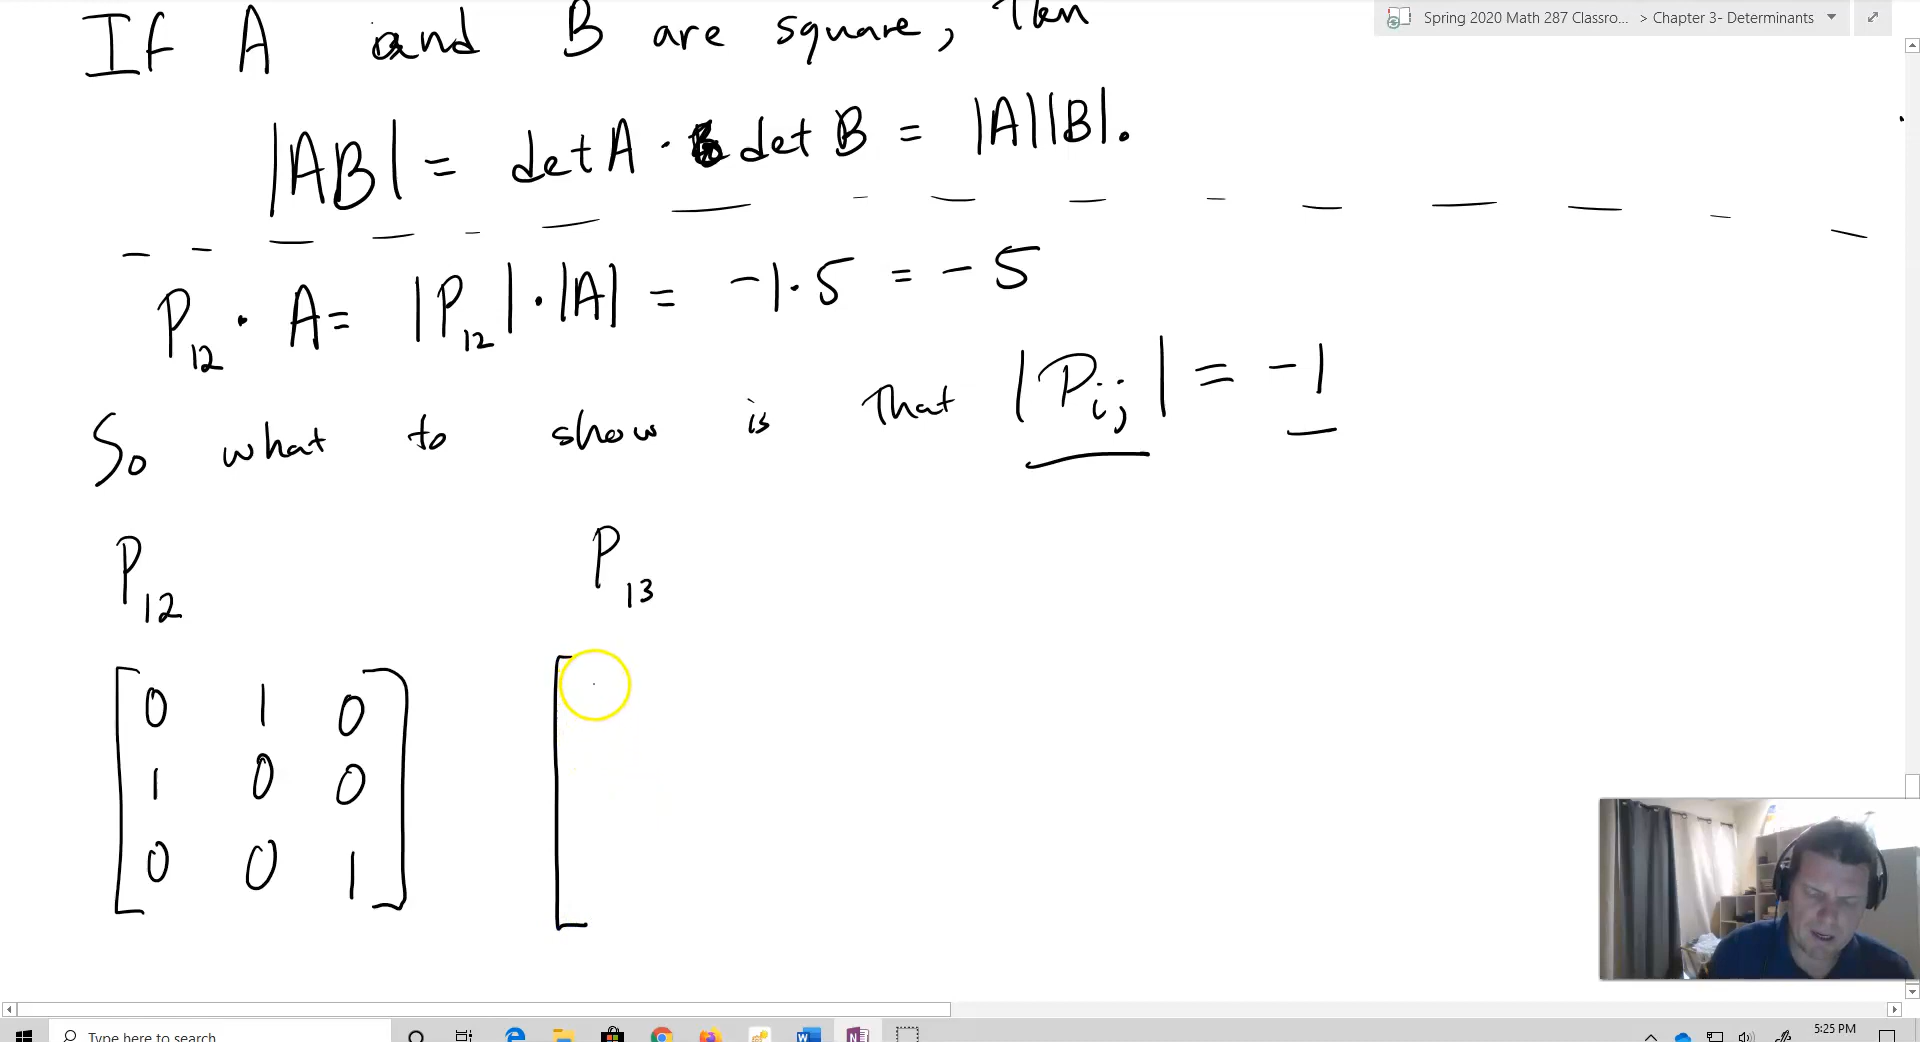 Spring 2020 Math 287 Classro... > Chapter 3- Determinants
If A and B are square, Then
|AB| = det A · det B = |A||B|.
P12 · A = |P12| · |A| = -1·5 = -5
So what to show is that |Pij| = -1
P12 P13
0 1 0
1 0 0
0 0 1
Type here to search
5:25 PM